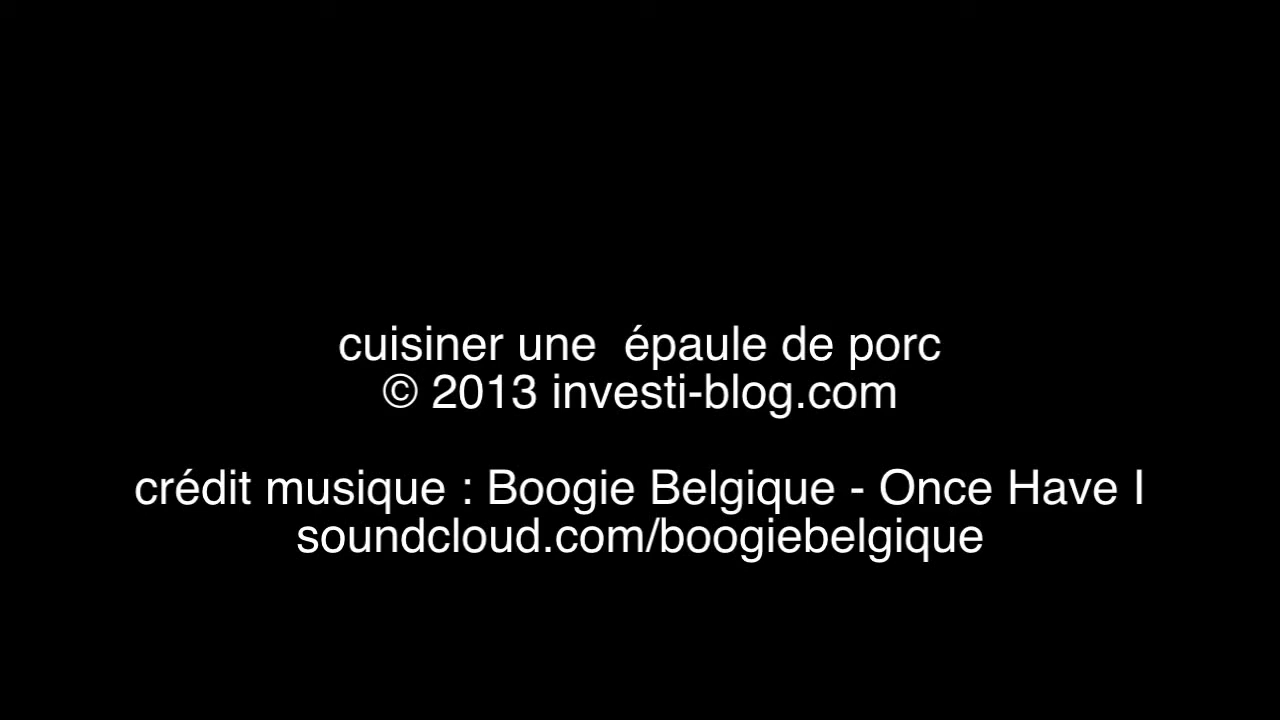 cuisiner une  épaule de porc
© 2013 investi-blog.com
crédit musique : Boogie Belgique - Once Have I
soundcloud.com/boogiebelgique